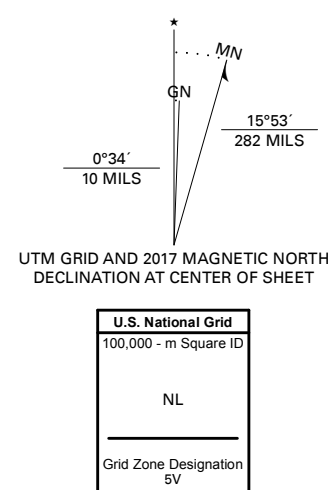 ★
MN
GN
15°53´
282 MILS
0°34´
10 MILS
UTM GRID AND 2017 MAGNETIC NORTH
DECLINATION AT CENTER OF SHEET
U.S. National Grid
100,000 - m Square ID
NL
Grid Zone Designation
5V